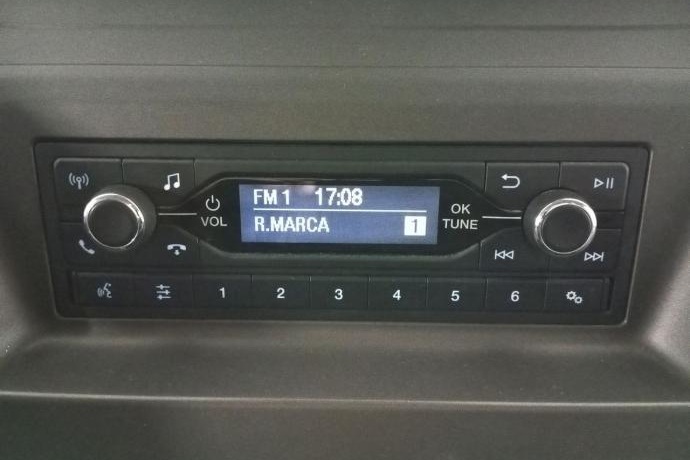 FM 1 17:08
R.MARCA 1
VOL
OK
TUNE
1 2 3 4 5 6